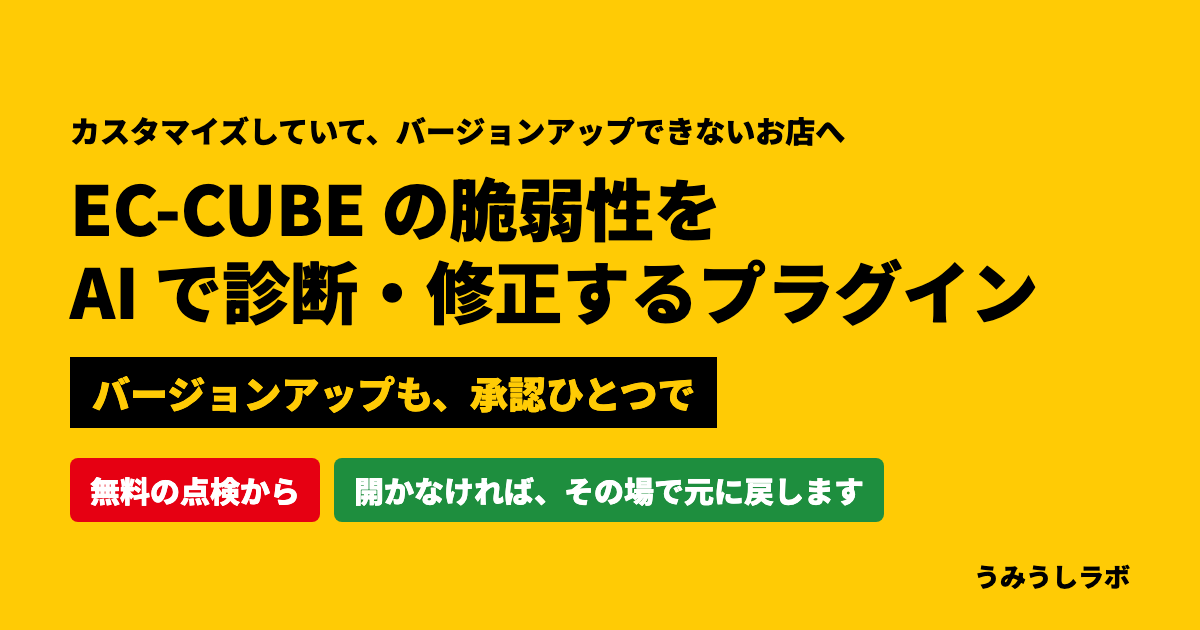 カスタマイズしていて、バージョンアップできないお店へ
EC-CUBE の脆弱性を
AI で診断・修正するプラグイン
バージョンアップも、承認ひとつで
無料の点検から
開かなければ、その場で元に戻します
うみうしラボ